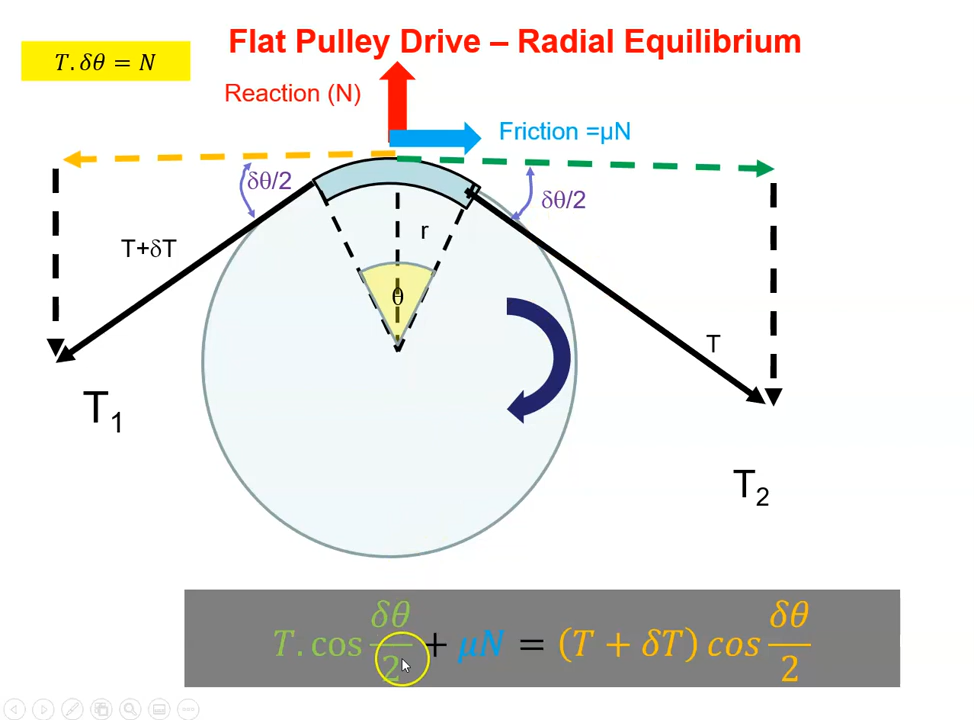 Flat Pulley Drive – Radial Equilibrium
T.δθ = N
Reaction (N)
Friction =μN
δθ/2
δθ/2
r
T+δT
θ
T
T₁
T₂
T.cos δθ/2 + μN = (T + δT) cos δθ/2